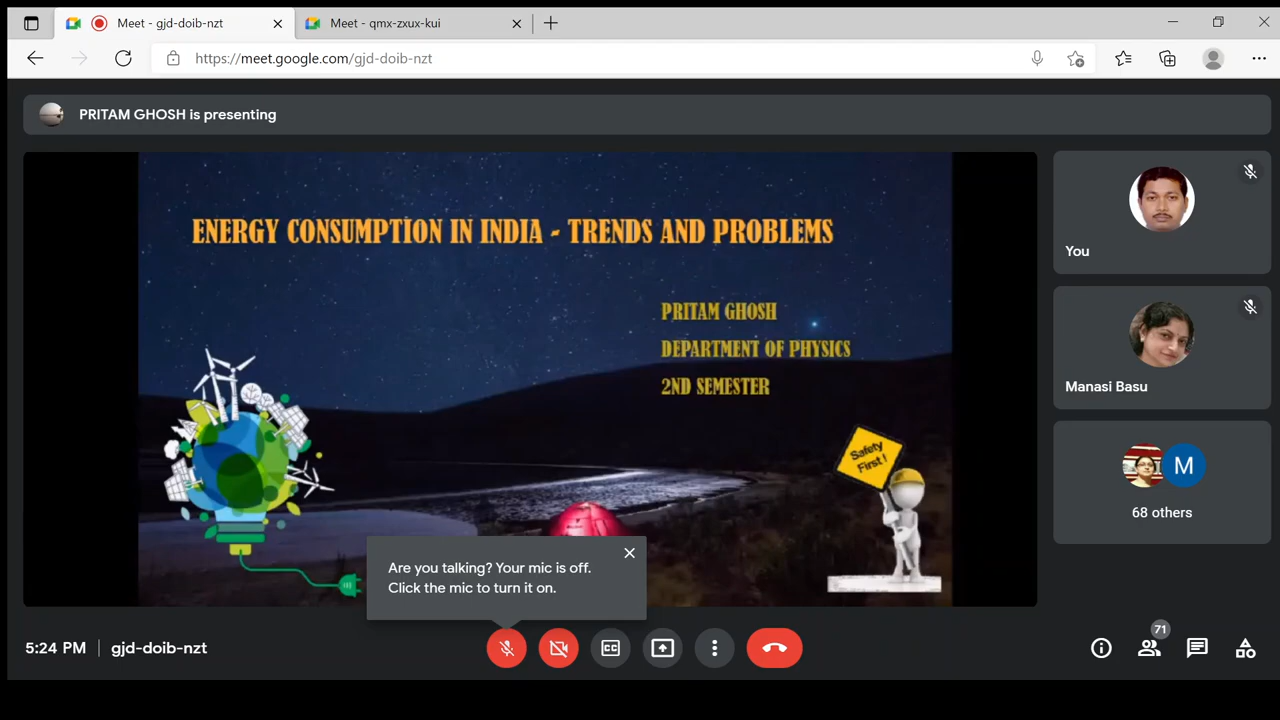 Meet - gjd-doib-nzt
Meet - qmx-zxux-kui
https://meet.google.com/gjd-doib-nzt
PRITAM GHOSH is presenting
ENERGY CONSUMPTION IN INDIA - TRENDS AND PROBLEMS
PRITAM GHOSH
DEPARTMENT OF PHYSICS
2ND SEMESTER
Safety
First !
You
Manasi Basu
M
68 others
Are you talking? Your mic is off.
Click the mic to turn it on.
5:24 PM
gjd-doib-nzt
71